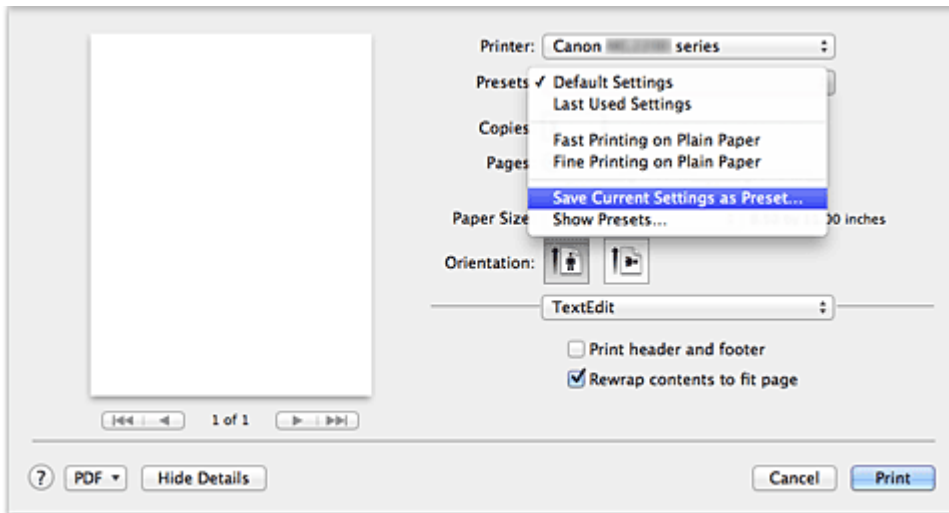 Printer: Canon series
Presets ✓ Default Settings
Last Used Settings
Copies
Fast Printing on Plain Paper
Pages
Fine Printing on Plain Paper
Save Current Settings as Preset...
Paper Size
Show Presets...
00 inches
Orientation:
TextEdit
Print header and footer
Rewrap contents to fit page
1 of 1
? PDF Hide Details Cancel Print